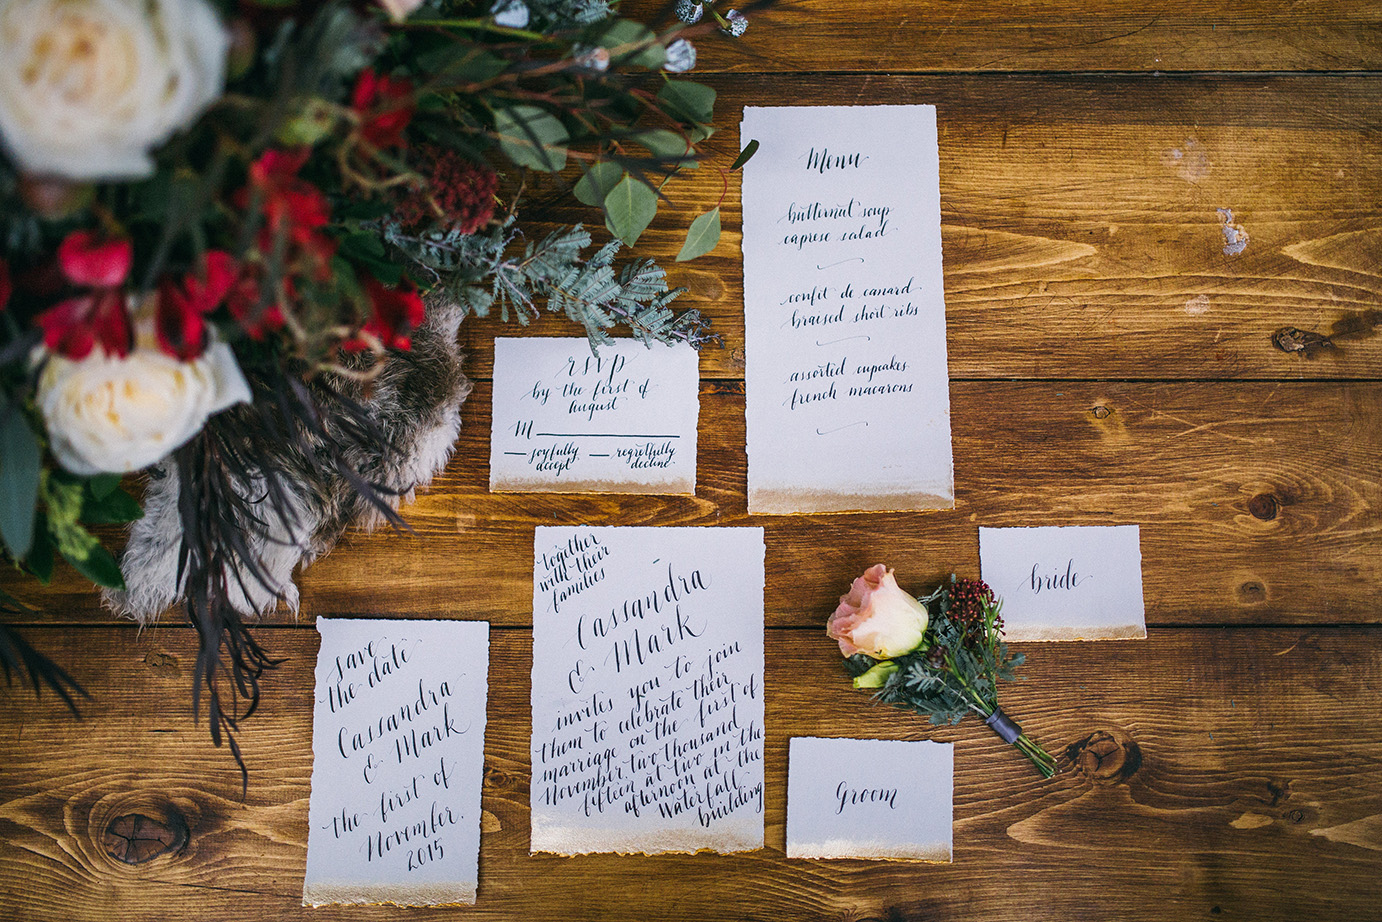 Menu
butternut soup
caprese salad
confit de canard
braised short ribs
assorted cupcakes
french macarons
rsvp
by the first of
August
M
joyfully
accept
regretfully
decline
together
with their
families
Cassandra
& Mark
invites you to join
them to celebrate their
marriage on the first of
November two thousand
fifteen at two in the
afternoon at the
Waterfall
building
bride
save
the date
Cassandra
& Mark
the first of
November.
2015
Groom